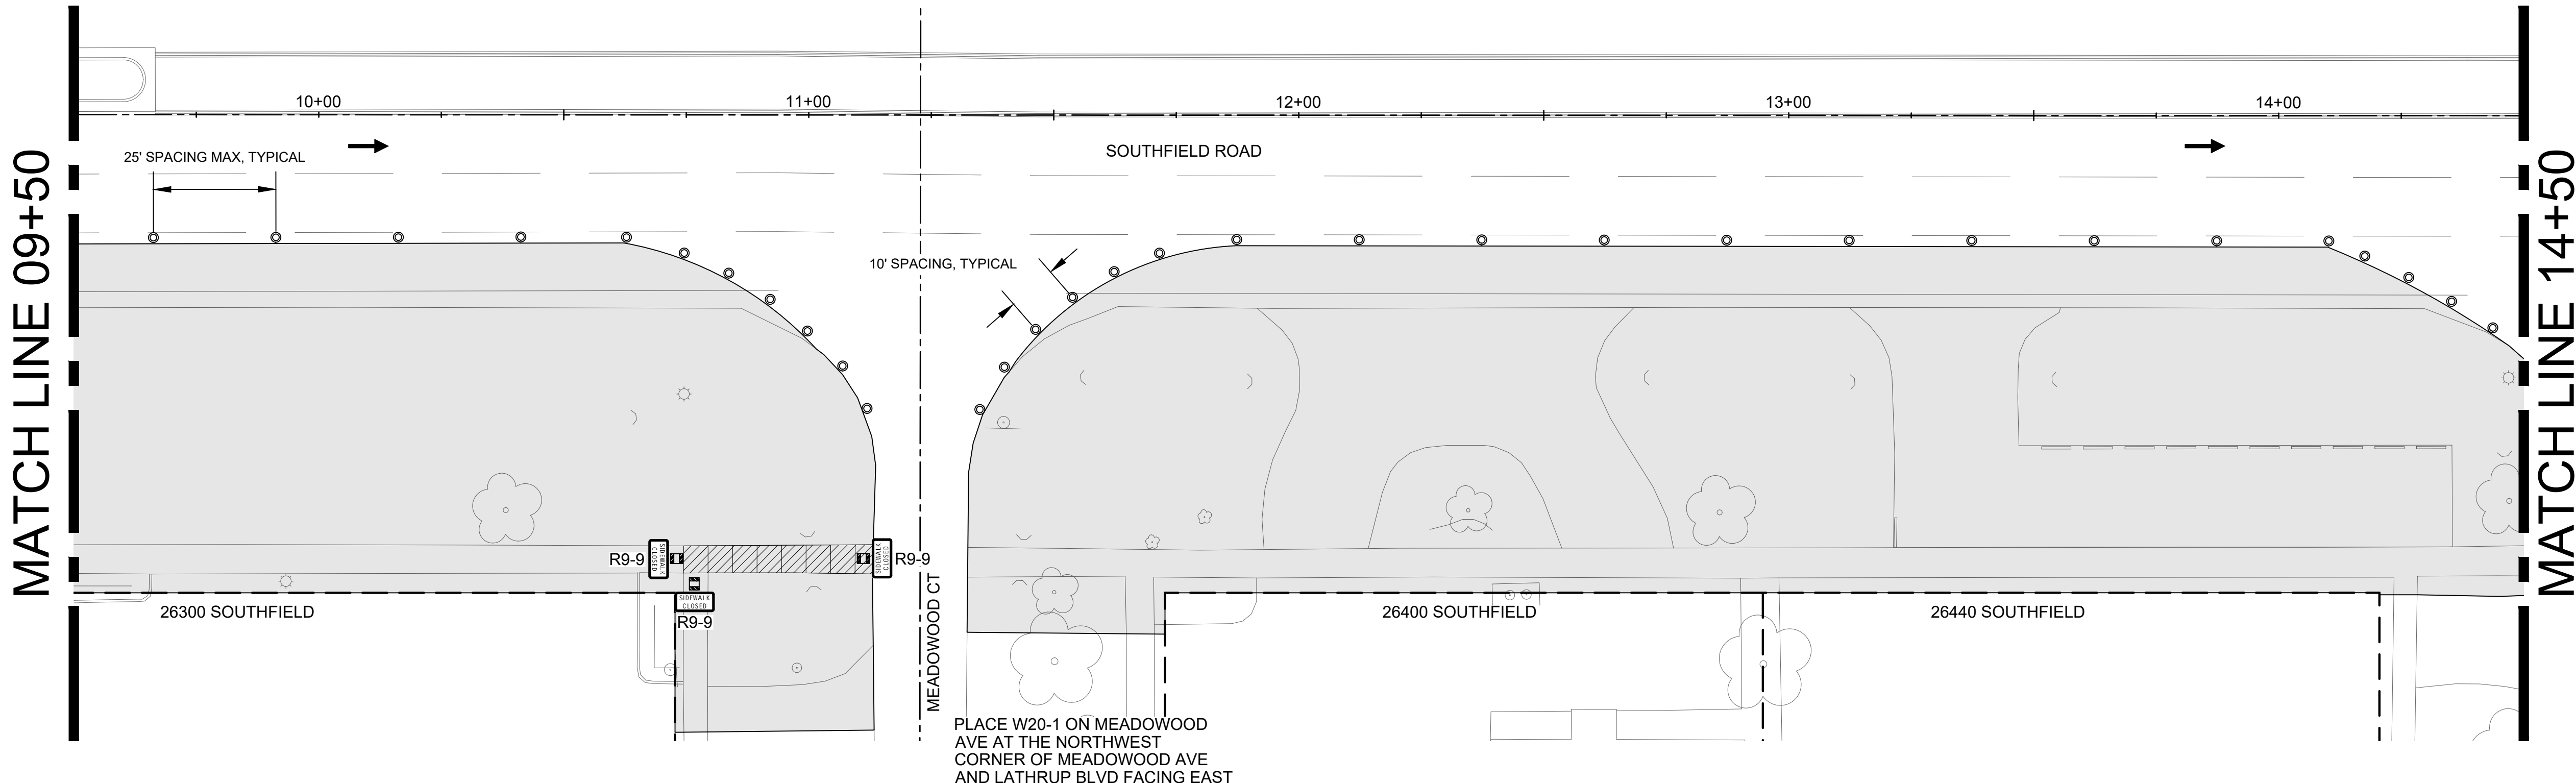 MATCH LINE 09+50
10+00
11+00
12+00
13+00
14+00
MATCH LINE 14+50
25' SPACING MAX, TYPICAL
SOUTHFIELD ROAD
10' SPACING, TYPICAL
R9-9
SIDEWALK
CLOSED
SIDEWALK
CLOSED
R9-9
SIDEWALK
CLOSED
R9-9
26300 SOUTHFIELD
MEADOWOOD CT
26400 SOUTHFIELD
26440 SOUTHFIELD
PLACE W20-1 ON MEADOWOOD
AVE AT THE NORTHWEST
CORNER OF MEADOWOOD AVE
AND LATHRUP BLVD FACING EAST